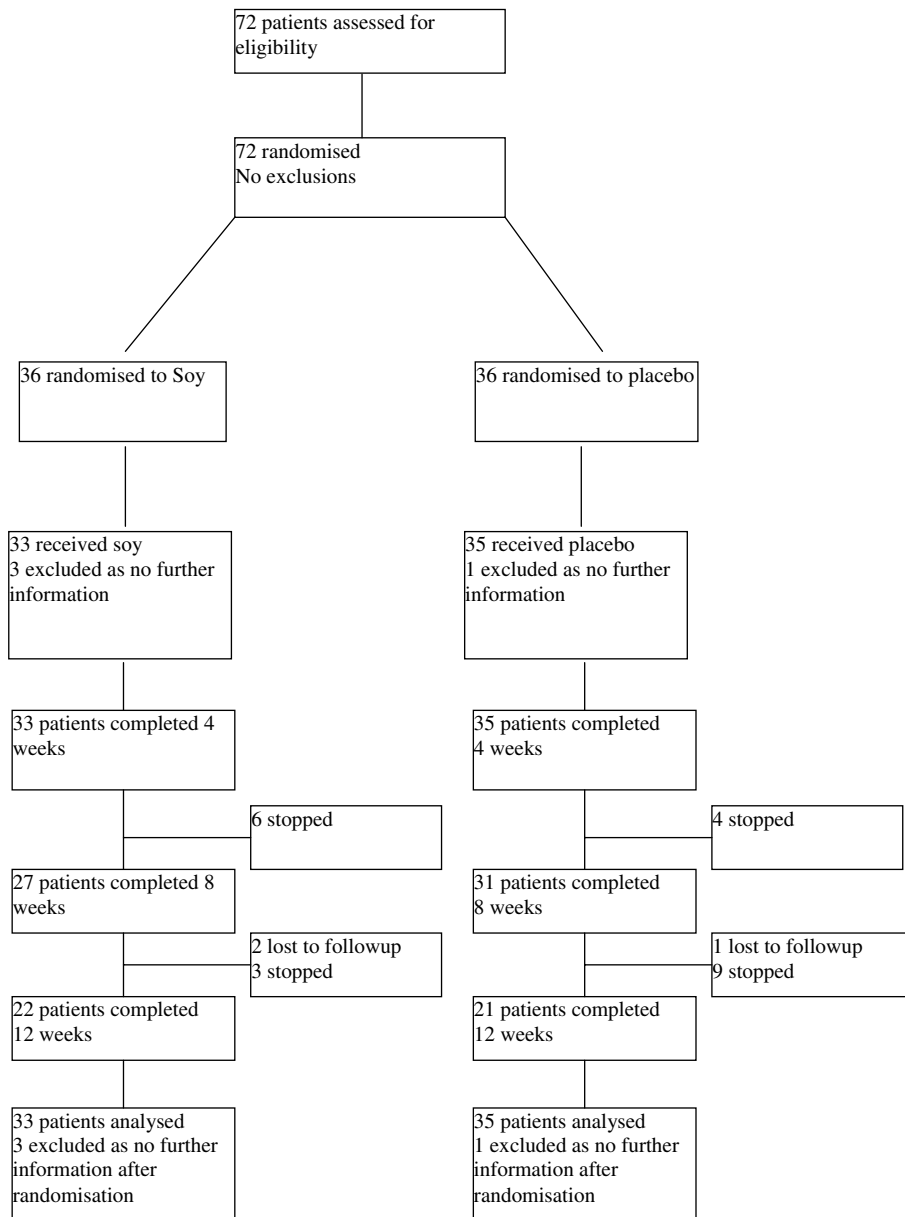 72 patients assessed for
eligibility
72 randomised
No exclusions
36 randomised to Soy
36 randomised to placebo
33 received soy
3 excluded as no further
information
35 received placebo
1 excluded as no further
information
33 patients completed 4
weeks
35 patients completed
4 weeks
6 stopped
4 stopped
27 patients completed 8
weeks
31 patients completed
8 weeks
2 lost to followup
3 stopped
1 lost to followup
9 stopped
22 patients completed
12 weeks
21 patients completed
12 weeks
33 patients analysed
3 excluded as no further
information after
randomisation
35 patients analysed
1 excluded as no further
information after
randomisation